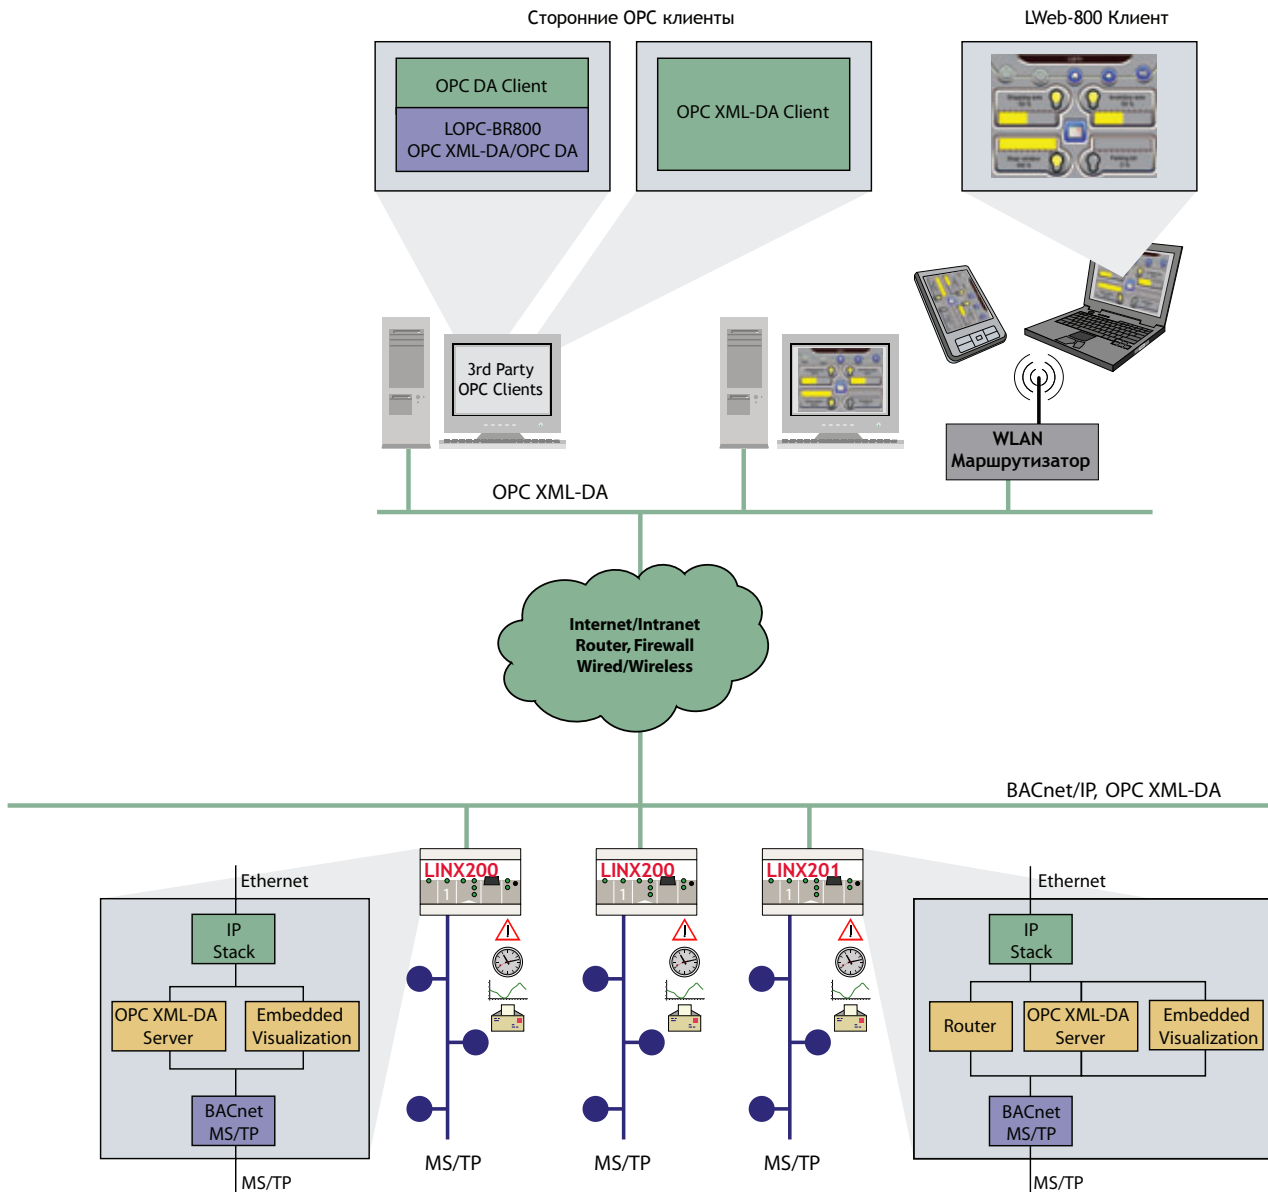 Сторонние OPC клиенты
LWeb-800 Клиент
OPC DA Client
LOPC-BR800
OPC XML-DA/OPC DA
OPC XML-DA Client
3rd Party
OPC Clients
WLAN
Маршрутизатор
OPC XML-DA
Internet/Intranet
Router, Firewall
Wired/Wireless
BACnet/IP, OPC XML-DA
LINX200
LINX200
LINX201
1
1
1
Ethernet
IP
Stack
OPC XML-DA
Server
Embedded
Visualization
BACnet
MS/TP
MS/TP
MS/TP
MS/TP
MS/TP
Ethernet
IP
Stack
Router
OPC XML-DA
Server
Embedded
Visualization
BACnet
MS/TP
MS/TP